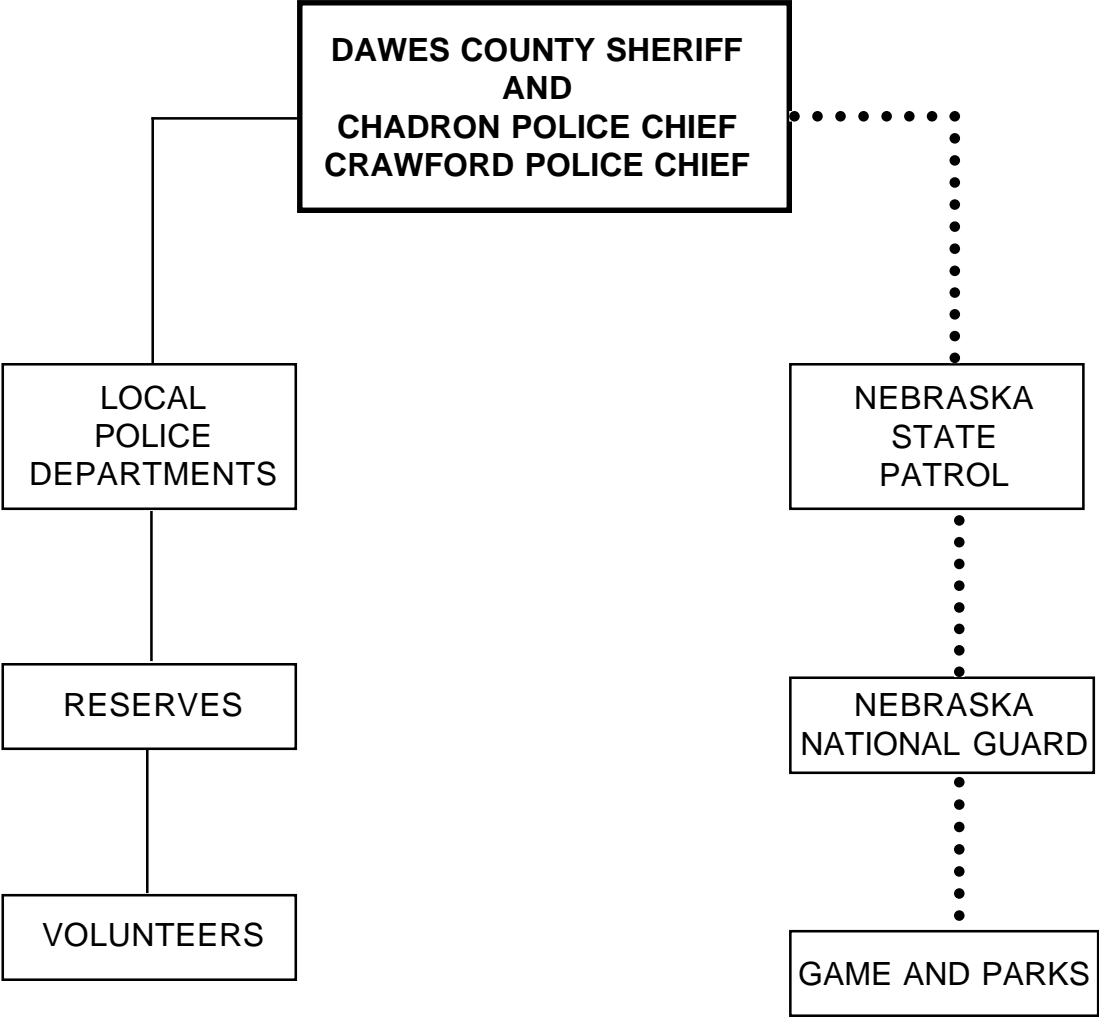 DAWES COUNTY SHERIFF
AND
CHADRON POLICE CHIEF
CRAWFORD POLICE CHIEF
LOCAL
POLICE
DEPARTMENTS
NEBRASKA
STATE
PATROL
RESERVES
NEBRASKA
NATIONAL GUARD
VOLUNTEERS
GAME AND PARKS